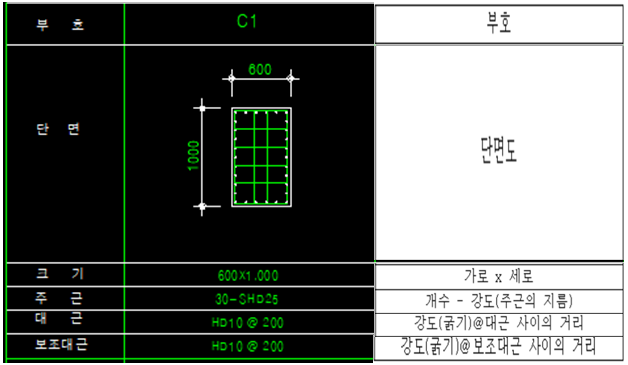 부 호 C1 부호
600
단 면 1000 단면도
크 기 600X1.000 가로 x 세로
주 근 30-SHD25 개수 - 강도(주근의 지름)
대 근 HD10 @ 200 강도(굵기)@대근 사이의 거리
보조대근 HD10 @ 200 강도(굵기)@보조대근 사이의 거리